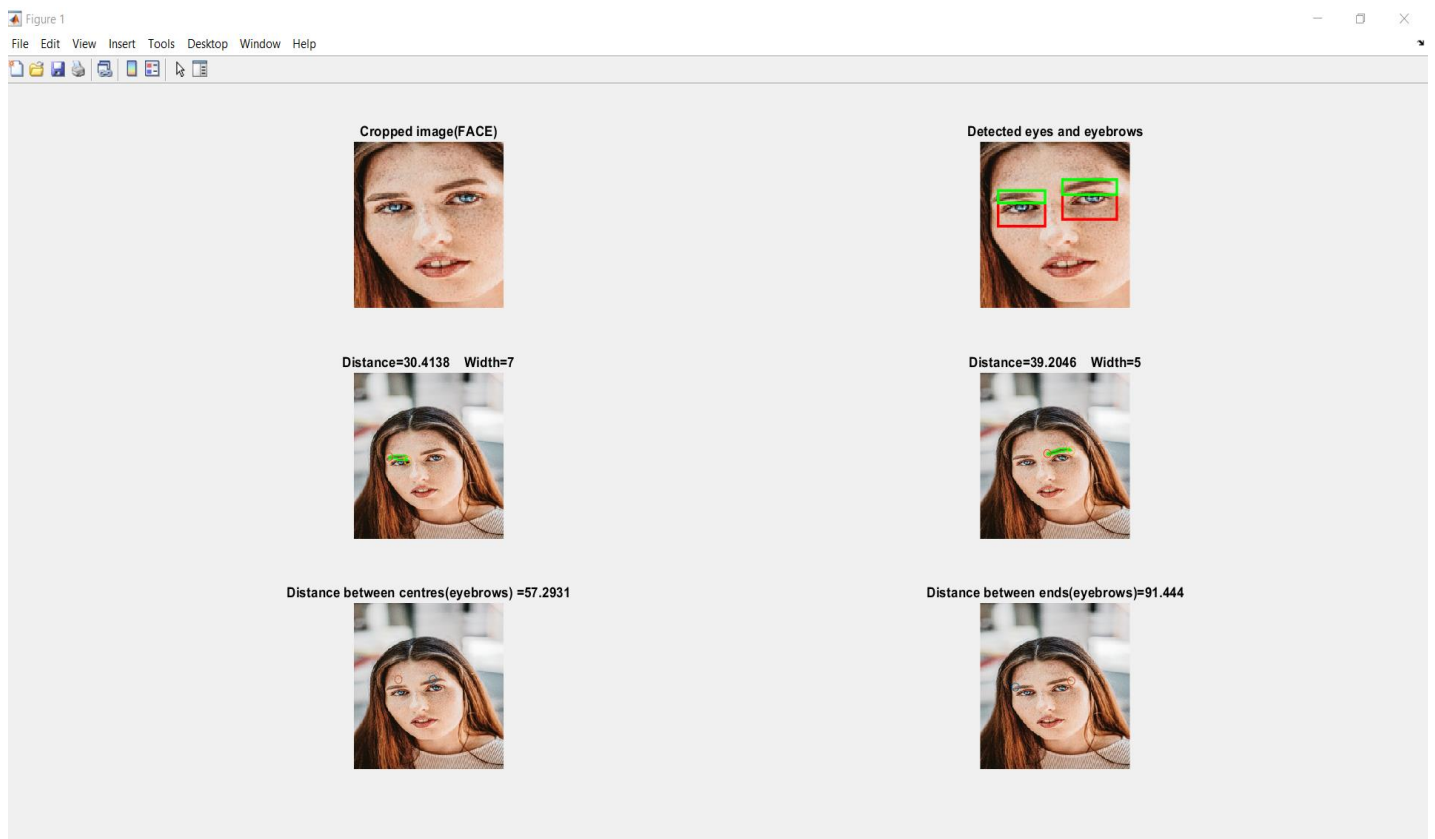 Figure 1
File Edit View Insert Tools Desktop Window Help
Cropped image(FACE)
Detected eyes and eyebrows
Distance=30.4138 Width=7
Distance=39.2046 Width=5
Distance between centres(eyebrows) =57.2931
Distance between ends(eyebrows)=91.444